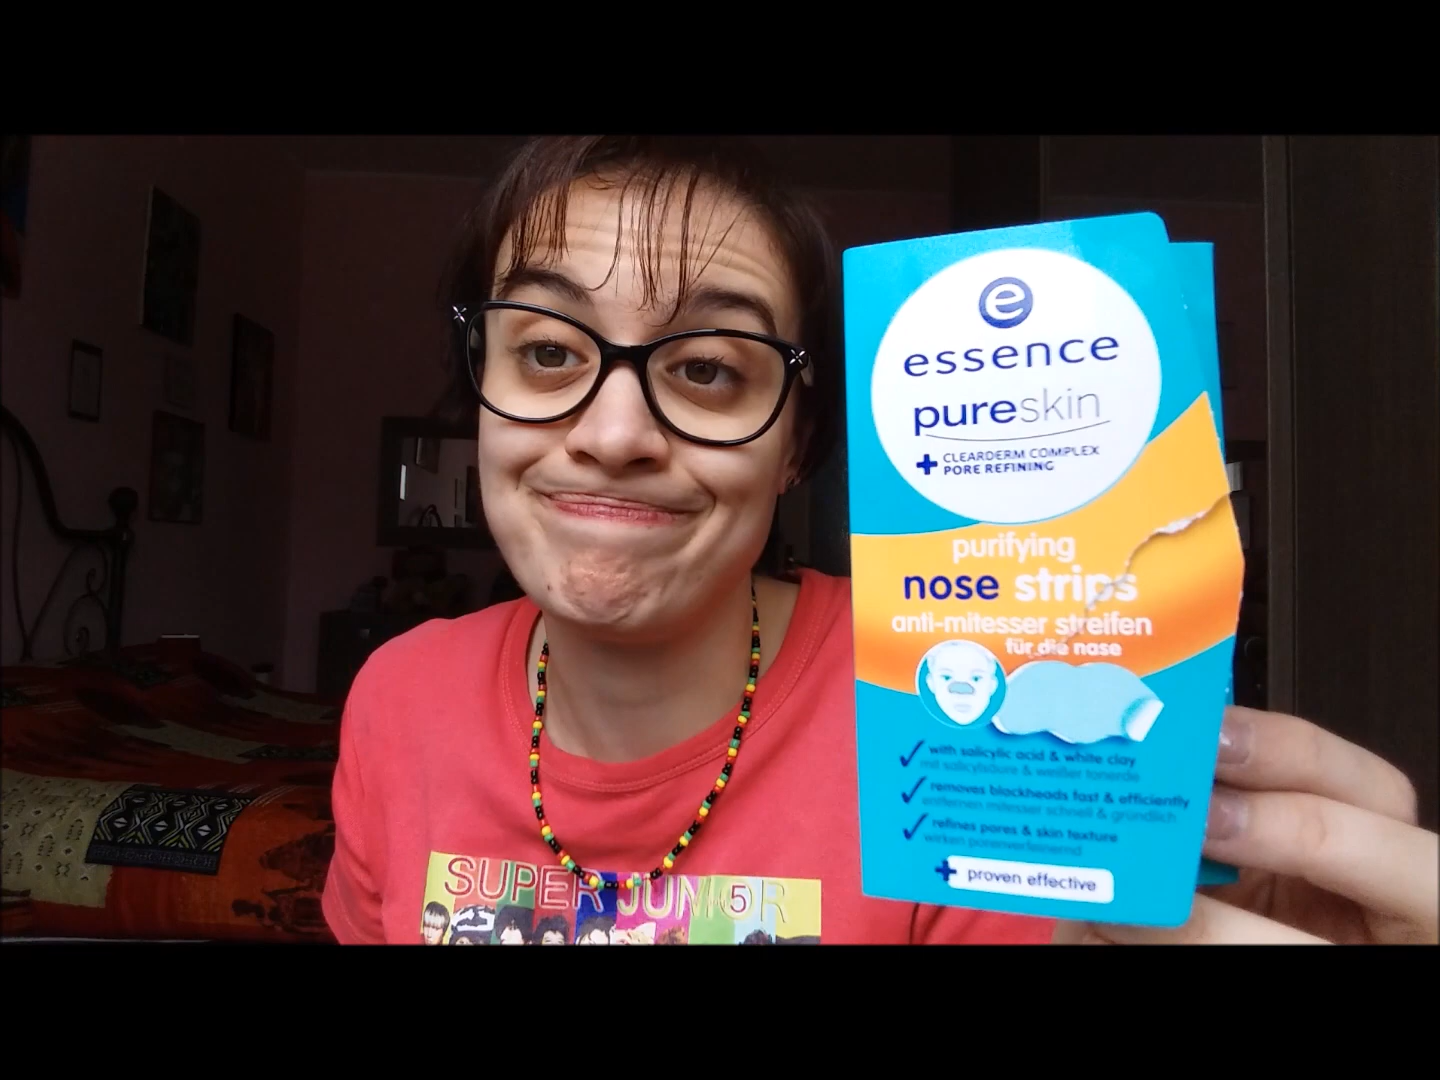 e
essence
pureskin
+ CLEARDERM COMPLEX
PORE REFINING
purifying
nose strips
anti-mitesser streifen
für die nase
with salicylic acid & white clay
mit salicylsäure & weißer tonerde
removes blackheads fast & efficiently
entfernen mitesser schnell & gründlich
refines pores & skin texture
wirken porenverfeinernd
+ proven effective
SUPER JUNIOR
5